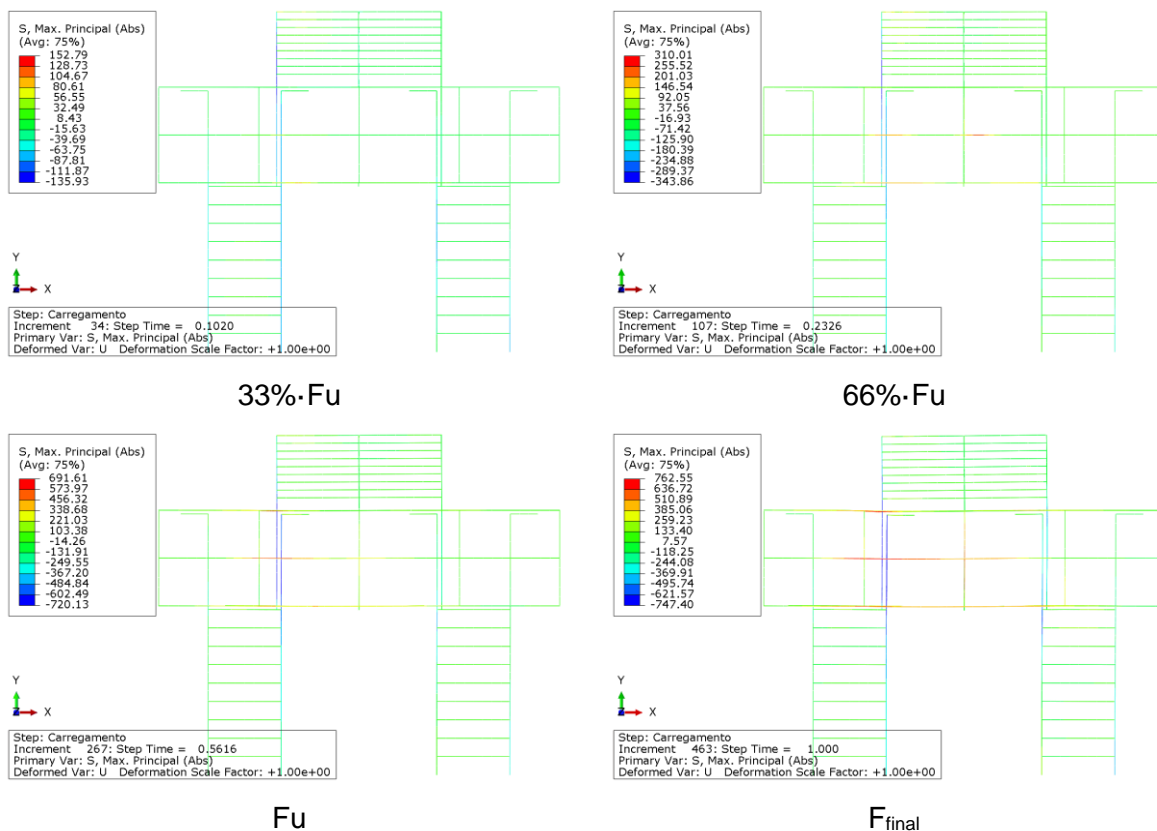 S, Max. Principal (Abs)
(Avg: 75%)
152.79
128.73
104.67
80.61
56.55
32.49
8.43
-15.63
-39.69
-63.75
-87.81
-111.87
-135.93
Y
X
Z
Step: Carregamento
Increment 34: Step Time = 0.1020
Primary Var: S, Max. Principal (Abs)
Deformed Var: U Deformation Scale Factor: +1.00e+00
33%·Fu
S, Max. Principal (Abs)
(Avg: 75%)
310.01
255.52
201.03
146.54
92.05
37.56
-16.93
-71.42
-125.90
-180.39
-234.88
-289.37
-343.86
Y
X
Z
Step: Carregamento
Increment 107: Step Time = 0.2326
Primary Var: S, Max. Principal (Abs)
Deformed Var: U Deformation Scale Factor: +1.00e+00
66%·Fu
S, Max. Principal (Abs)
(Avg: 75%)
691.61
573.97
456.32
338.68
221.03
103.38
-14.26
-131.91
-249.55
-367.20
-484.84
-602.49
-720.13
Y
X
Z
Step: Carregamento
Increment 267: Step Time = 0.5616
Primary Var: S, Max. Principal (Abs)
Deformed Var: U Deformation Scale Factor: +1.00e+00
Fu
S, Max. Principal (Abs)
(Avg: 75%)
762.55
636.72
510.89
385.06
259.23
133.40
7.57
-118.25
-244.08
-369.91
-495.74
-621.57
-747.40
Y
X
Z
Step: Carregamento
Increment 463: Step Time = 1.000
Primary Var: S, Max. Principal (Abs)
Deformed Var: U Deformation Scale Factor: +1.00e+00
Ffinal